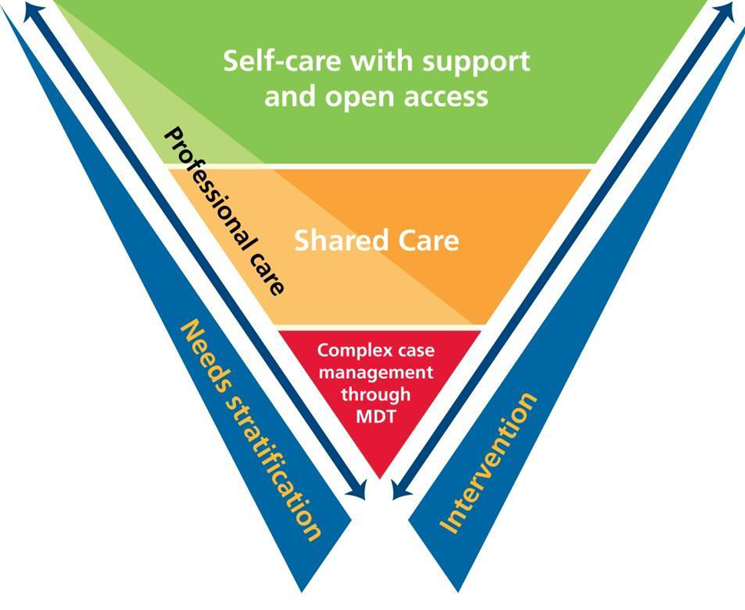 Self-care with support
and open access
Professional care
Shared Care
Complex case
management
through
MDT
Needs stratification
Intervention